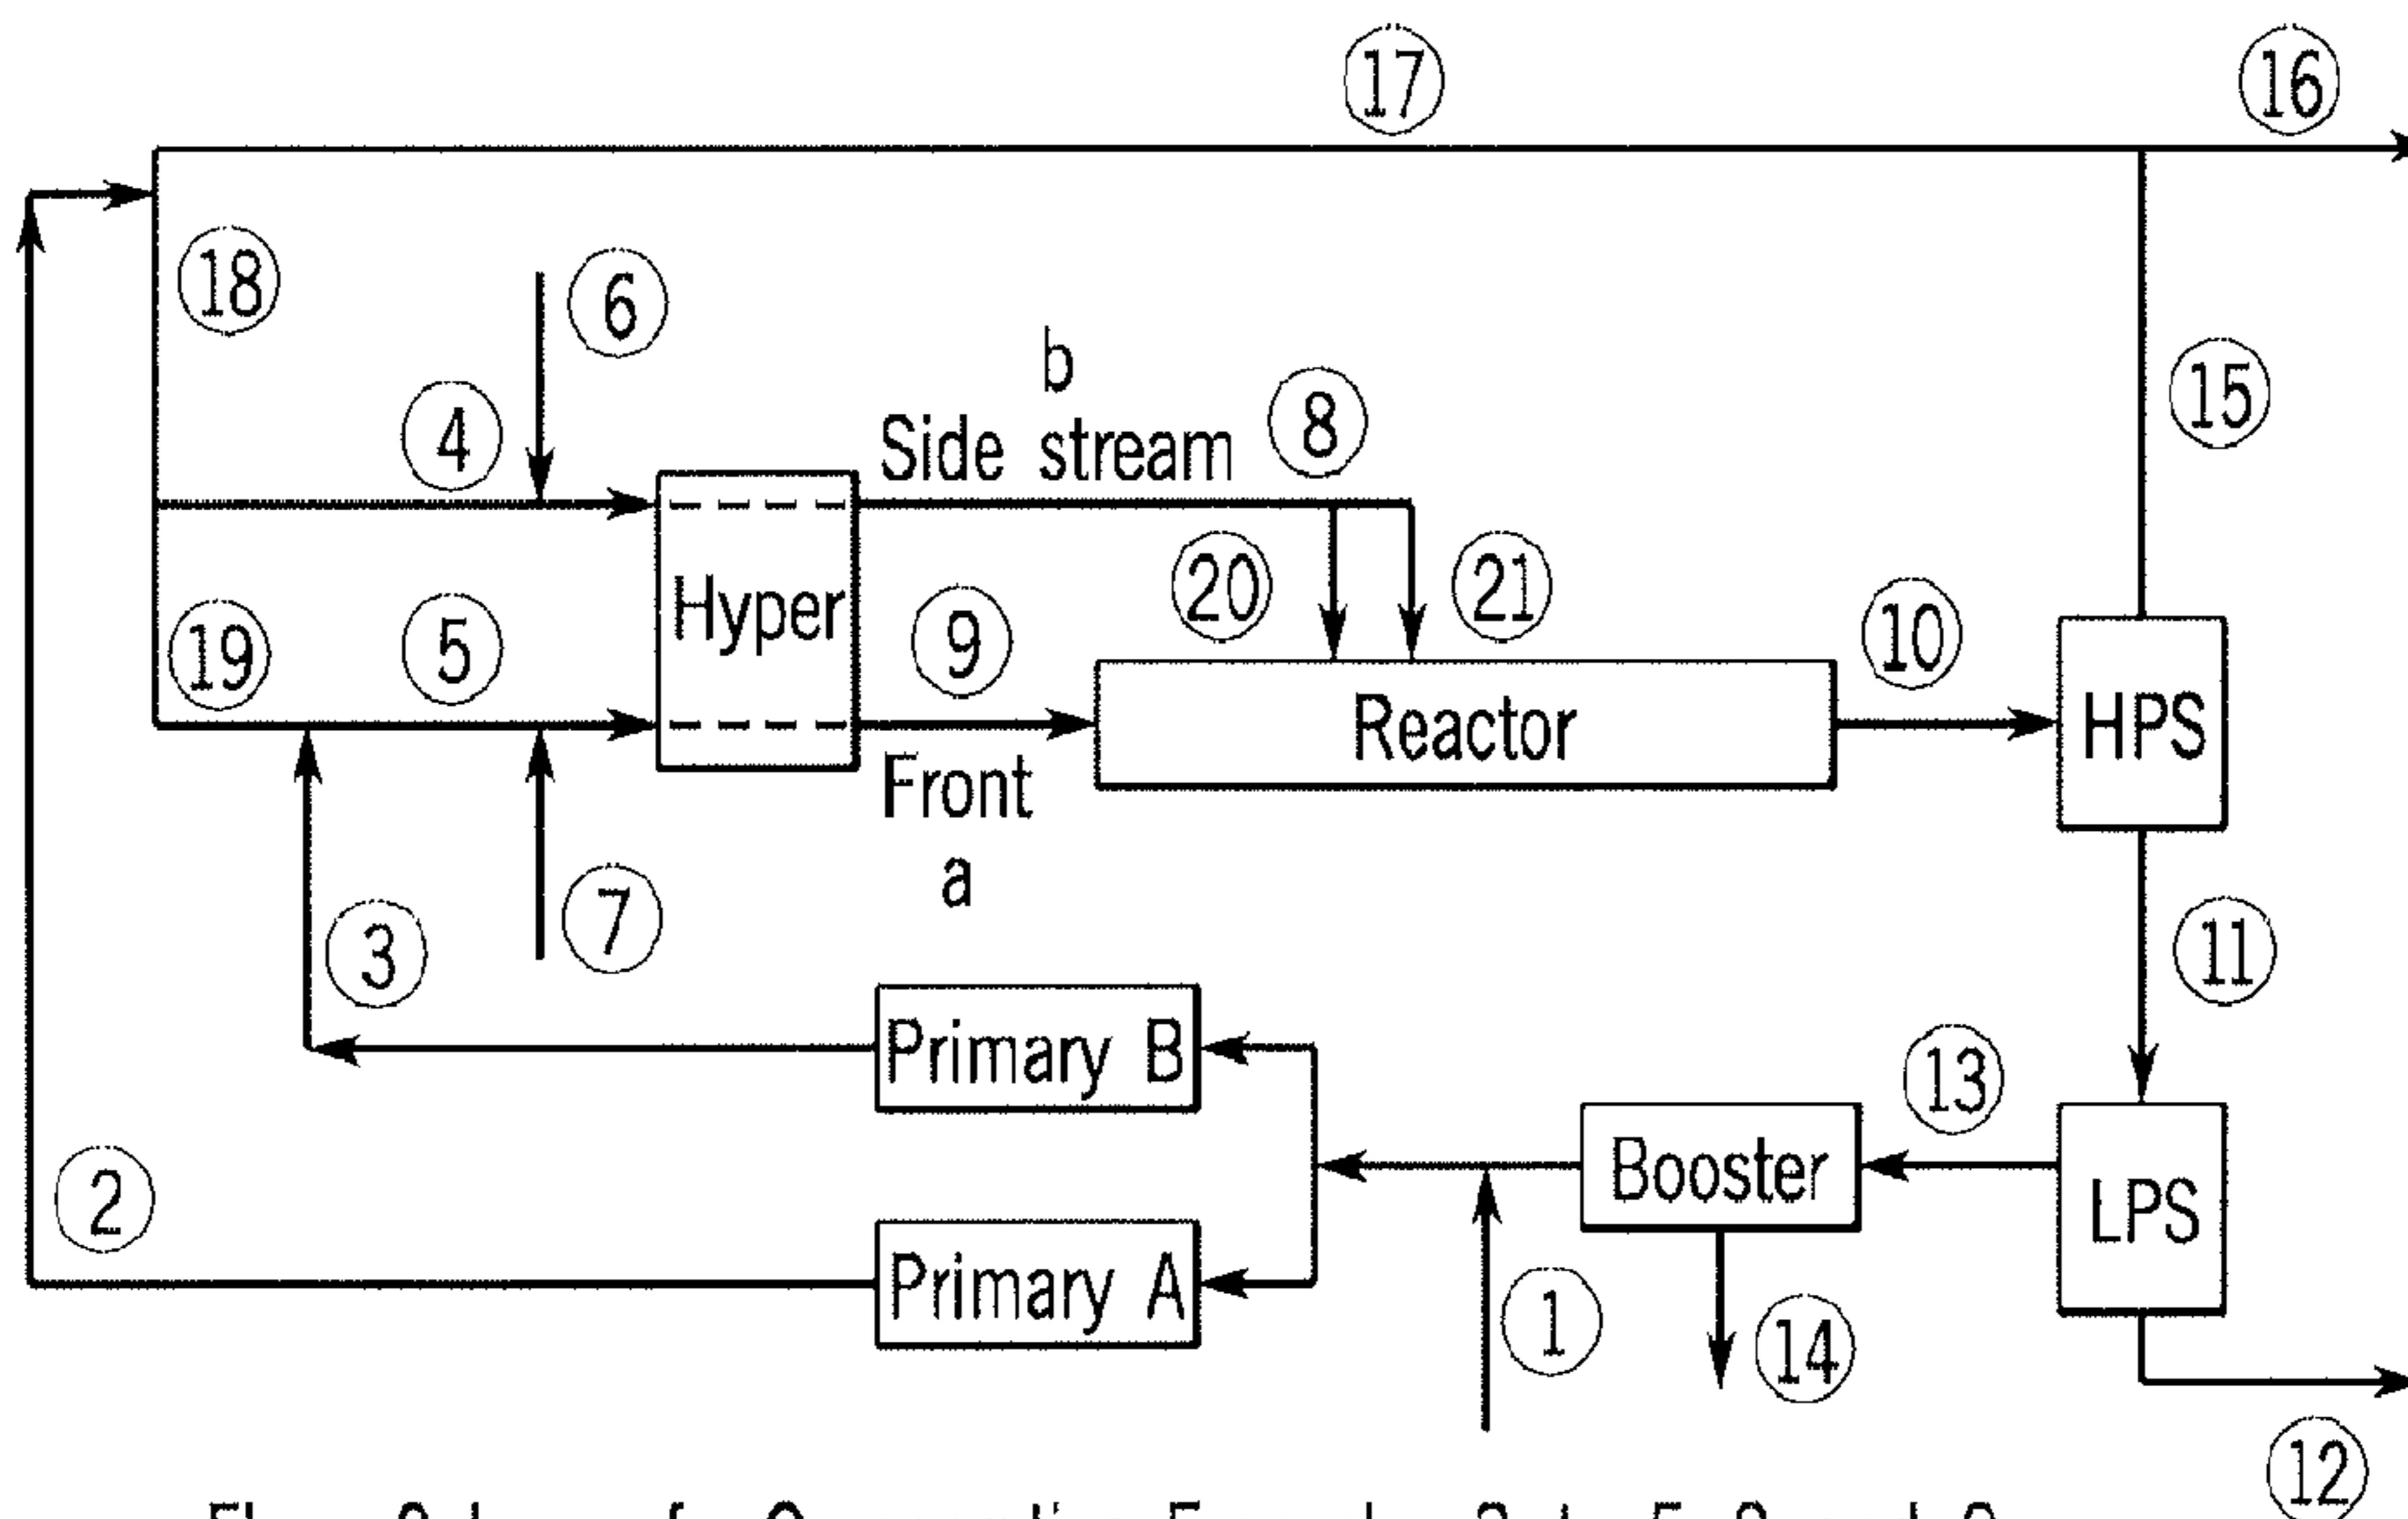 17
16
18
6
b
8
15
4
Side stream
20
21
Hyper
19
5
9
10
Reactor
HPS
Front
a
3
7
11
Primary B
13
2
Booster
LPS
Primary A
1
14
12